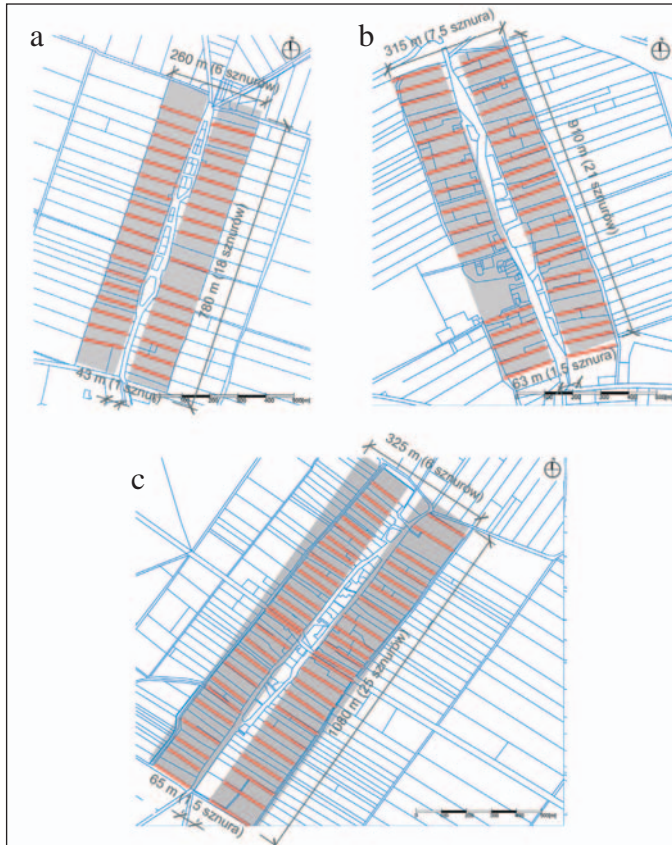 a
260 m (6 sznurów)
780 m (18 sznurów)
43 m (1 sznur)
b
315 m (7,5 sznura)
910 m (21 sznurów)
63 m (1,5 sznura)
c
325 m (6 sznurów)
1080 m (25 sznurów)
65 m (1,5 sznura)